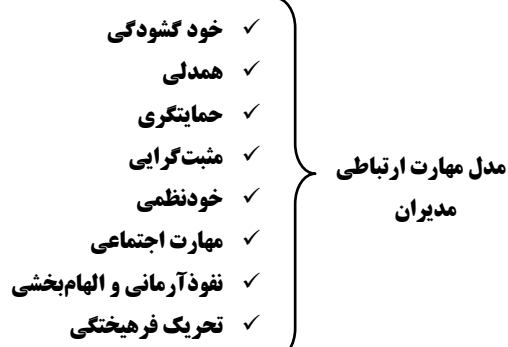 مدل مهارت ارتباطی
مدیران
✓ خود گشودگی
✓ همدلی
✓ حمایتگری
✓ مثبت‌گرایی
✓ خودنظمی
✓ مهارت اجتماعی
✓ نفوذآرمانی و الهام‌بخشی
✓ تحریک فرهیختگی